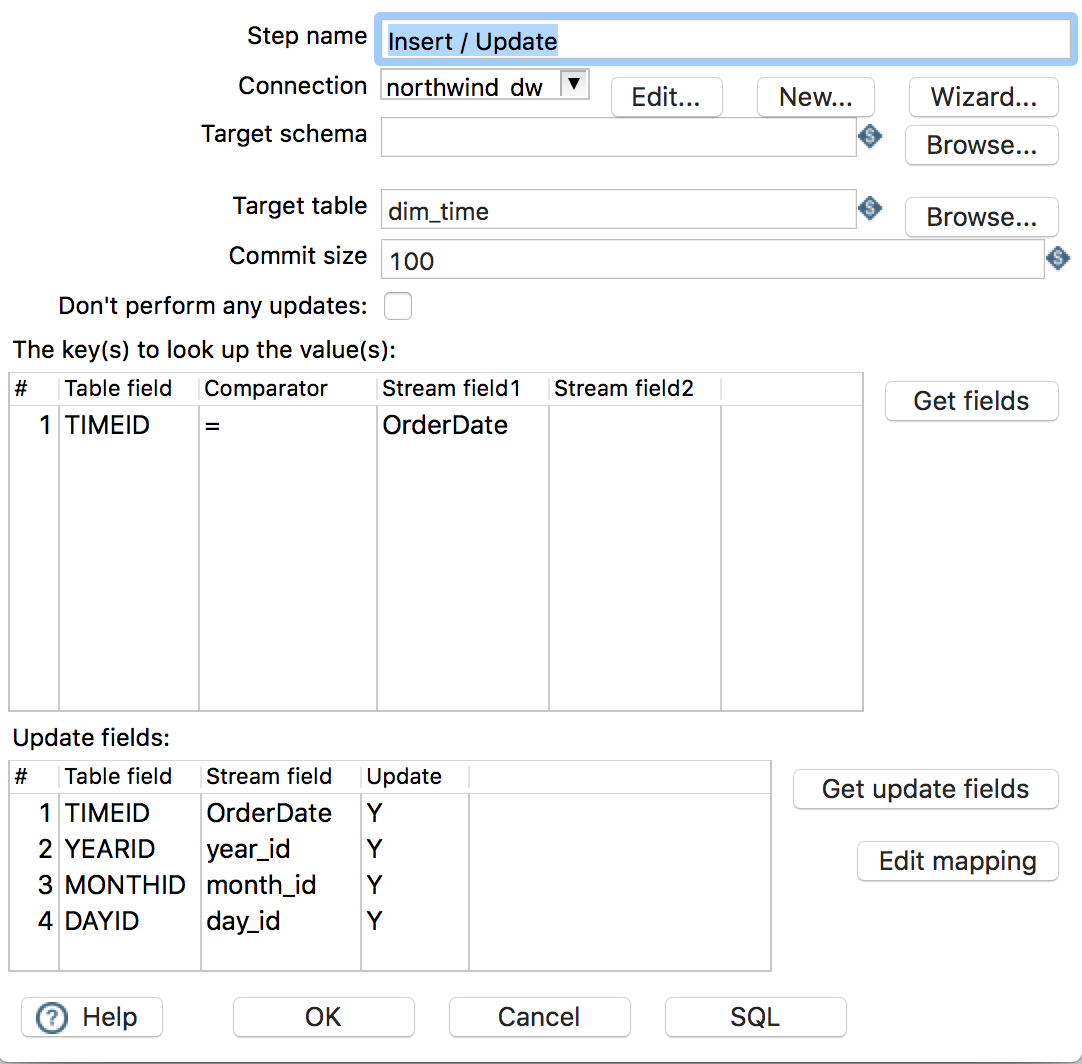 Step name Insert / Update
Connection northwind_dw Edit... New... Wizard...
Target schema Browse...
Target table dim_time Browse...
Commit size 100
Don't perform any updates:
The key(s) to look up the value(s):
# Table field Comparator Stream field1 Stream field2
Get fields
1 TIMEID = OrderDate
Update fields:
# Table field Stream field Update
Get update fields
1 TIMEID OrderDate Y
2 YEARID year_id Y
Edit mapping
3 MONTHID month_id Y
4 DAYID day_id Y
? Help OK Cancel SQL